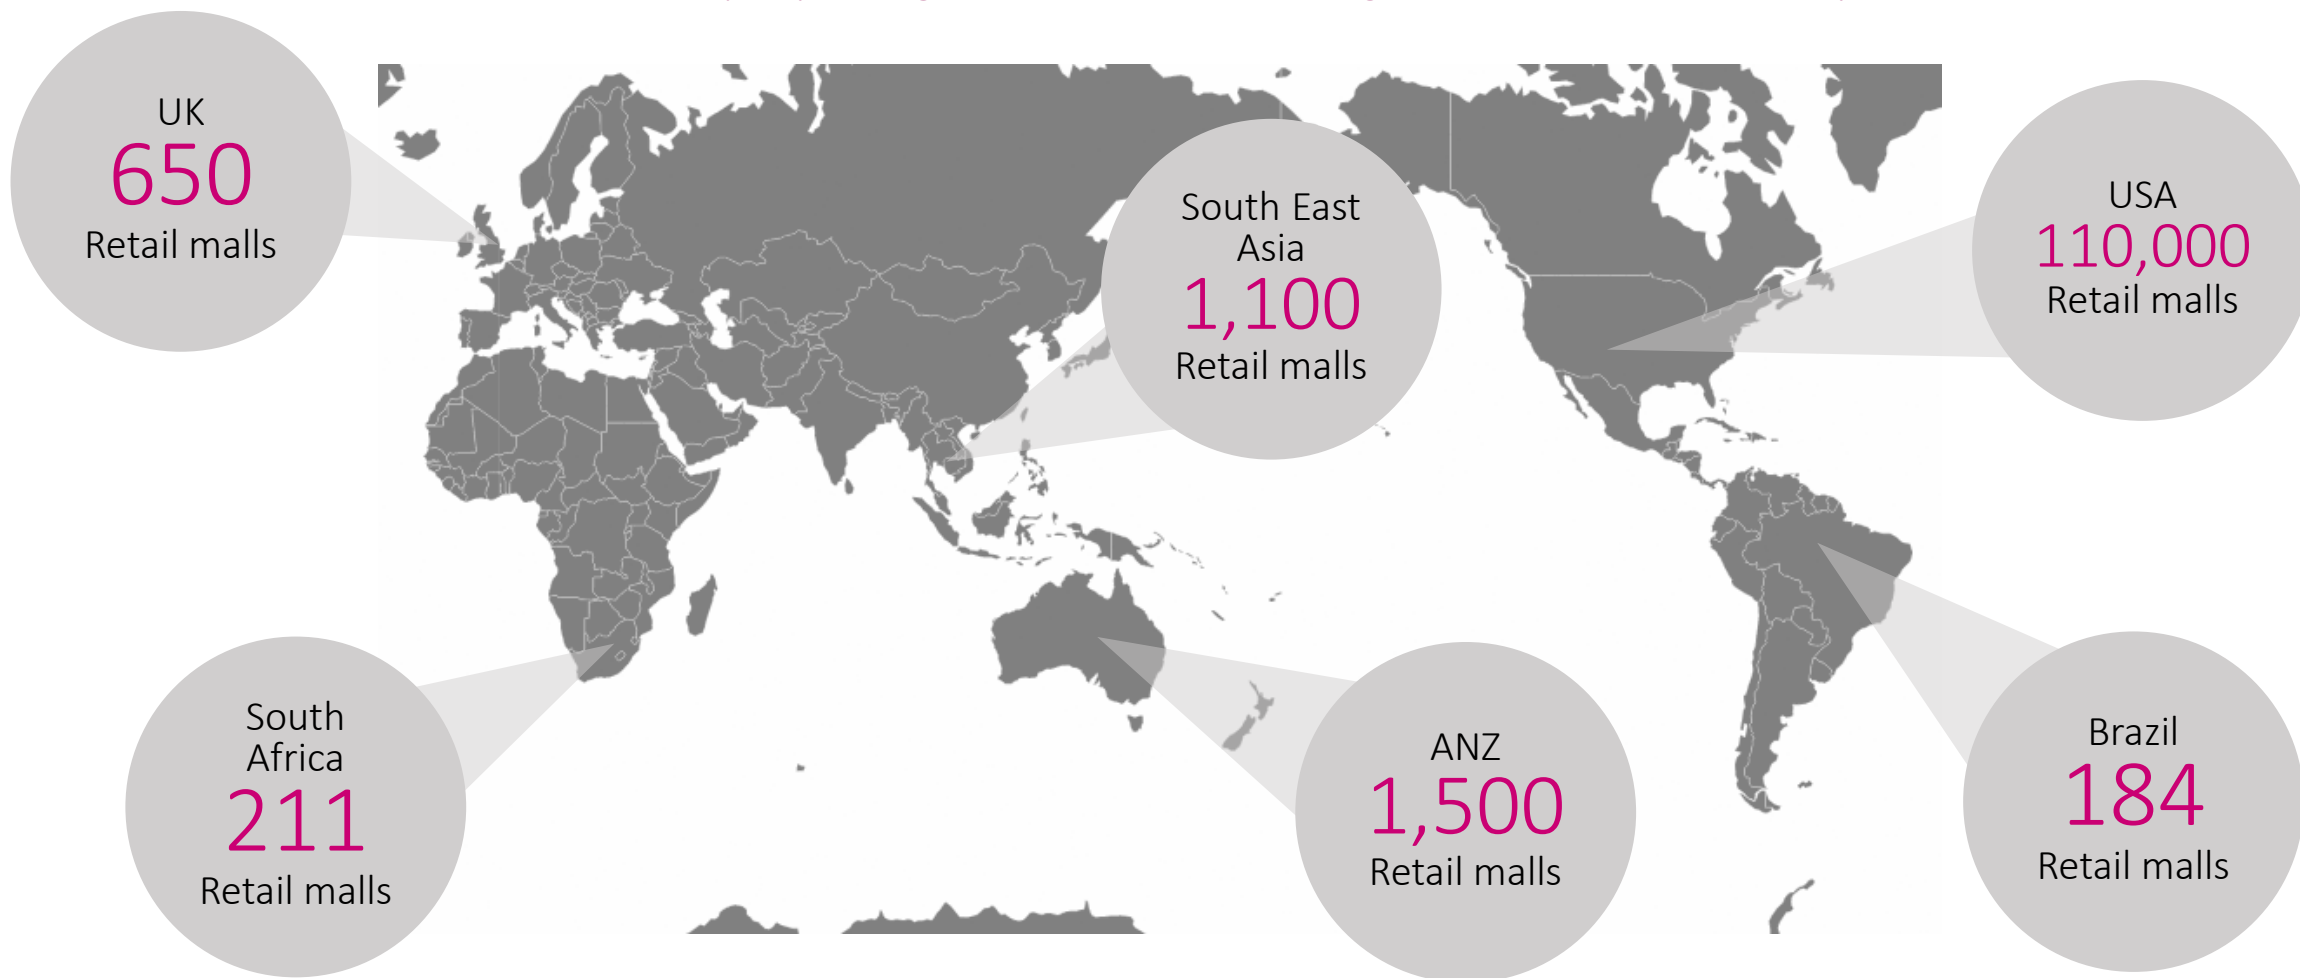 UK
650
Retail malls
South East
Asia
1,100
Retail malls
USA
110,000
Retail malls
South
Africa
211
Retail malls
ANZ
1,500
Retail malls
Brazil
184
Retail malls